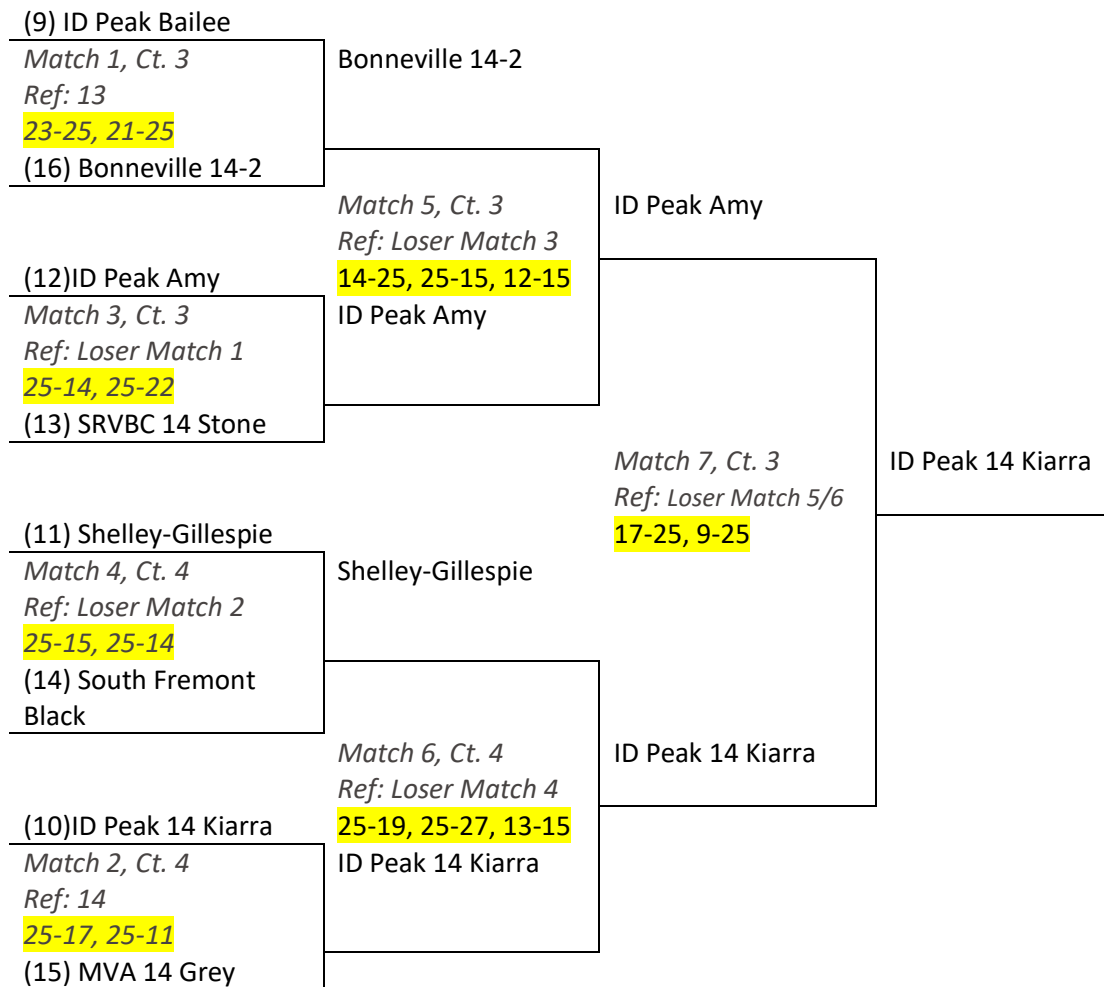 (9) ID Peak Bailee
Match 1, Ct. 3
Ref: 13
23-25, 21-25
(16) Bonneville 14-2
Bonneville 14-2
Match 5, Ct. 3
Ref: Loser Match 3
14-25, 25-15, 12-15
ID Peak Amy
ID Peak Amy
(12)ID Peak Amy
Match 3, Ct. 3
Ref: Loser Match 1
25-14, 25-22
(13) SRVBC 14 Stone
Match 7, Ct. 3
Ref: Loser Match 5/6
17-25, 9-25
ID Peak 14 Kiarra
(11) Shelley-Gillespie
Match 4, Ct. 4
Ref: Loser Match 2
25-15, 25-14
(14) South Fremont
Black
Shelley-Gillespie
Match 6, Ct. 4
Ref: Loser Match 4
25-19, 25-27, 13-15
ID Peak 14 Kiarra
ID Peak 14 Kiarra
(10)ID Peak 14 Kiarra
Match 2, Ct. 4
Ref: 14
25-17, 25-11
(15) MVA 14 Grey